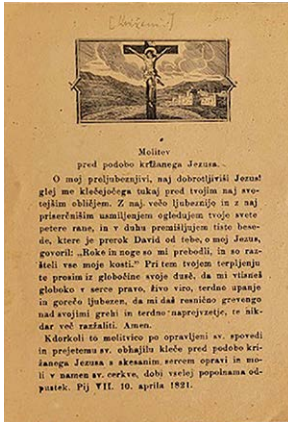 [Križani.]
Molitev
pred podobo križanega Jezusa.
O moj preljubeznjivi, naj dobrotljiviši Jezus!
glej me klečejočega tukaj pred tvojim naj svo-
tejšim obličjem. Z naj večo ljubeznijo in z naj
priserčnišim usmiljenjem ogledujem tvoje svete
petere rane, in v duhu premišljujem tiste bese-
de, ktere je prerok David od tebe, o moj Jezus,
govoril: „Roke in noge so mi prebodli, in so raz-
šteli vse moje kosti.” Pri tem tvojem terpljenju
te prosim iz globočine svoje duše, da mi vtisneš
globoko v serce pravo, živo viro, terdno upanje
in gorečo ljubezen, da mi daš resnično grevengo
nad svojimi grehi in terdno naprejvzetje, te nik-
dar več razžaliti. Amen.
Kdorkoli to molitvico po opravljeni sv. spovedi
in prejetemu sv. obhajilu kleče pred podobo kri-
žanega Jezusa s skesanim sercem opravi in mo-
li v namen sv. cerkve, dobi vselej popolnama od-
pustek. Pij VII. 10. aprila 1821.